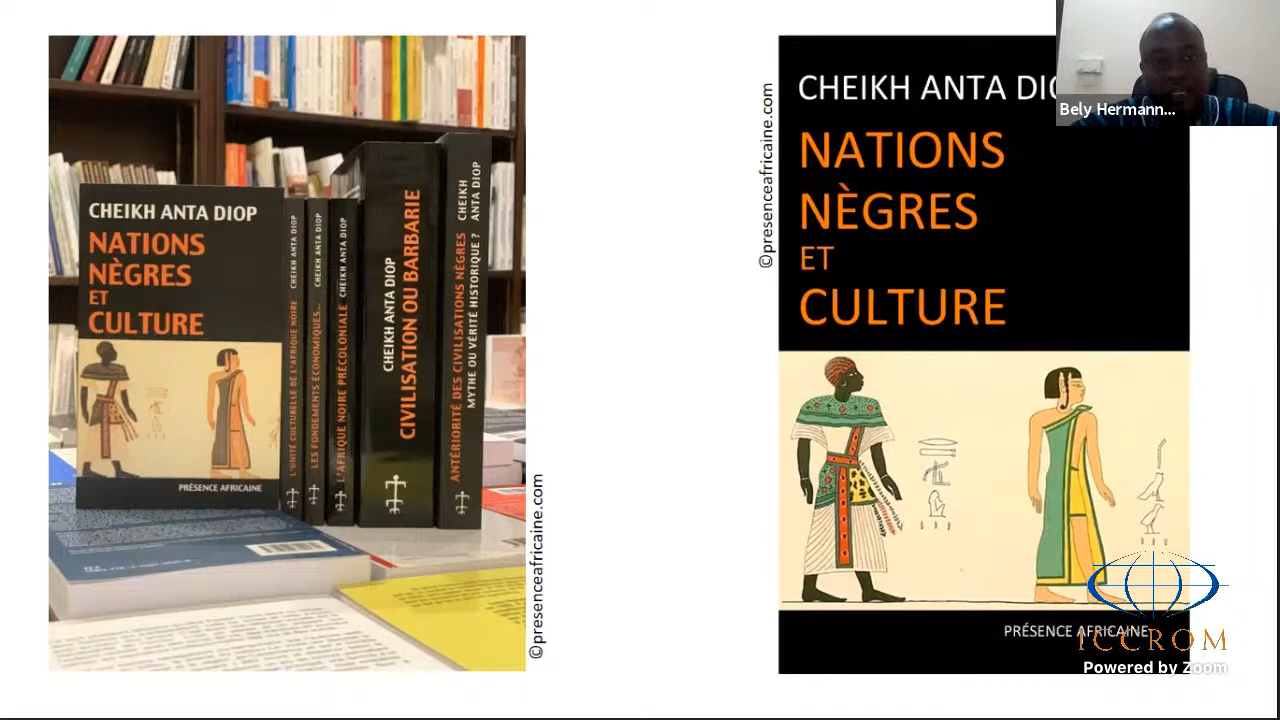 CHEIKH ANTA DIOP
NATIONS
NÈGRES
ET
CULTURE
PRÉSENCE AFRICAINE
L'UNITÉ CULTURELLE DE L'AFRIQUE NOIRE CHEIKH ANTA DIOP
LES FONDEMENTS ÉCONOMIQUES... CHEIKH ANTA DIOP
L'AFRIQUE NOIRE PRÉCOLONIALE CHEIKH ANTA DIOP
CHEIKH ANTA DIOP
CIVILISATION OU BARBARIE
ANTÉRIORITÉ DES CIVILISATIONS NÈGRES
MYTHE OU VÉRITÉ HISTORIQUE ?
CHEIKH
ANTA DIOP
©presenceafricaine.com
©presenceafricaine.com
CHEIKH ANTA
NATIONS
NÈGRES
ET
CULTURE
PRÉSENCE AFRICAINE
Bely Hermann...
ICCROM
Powered by Zoom